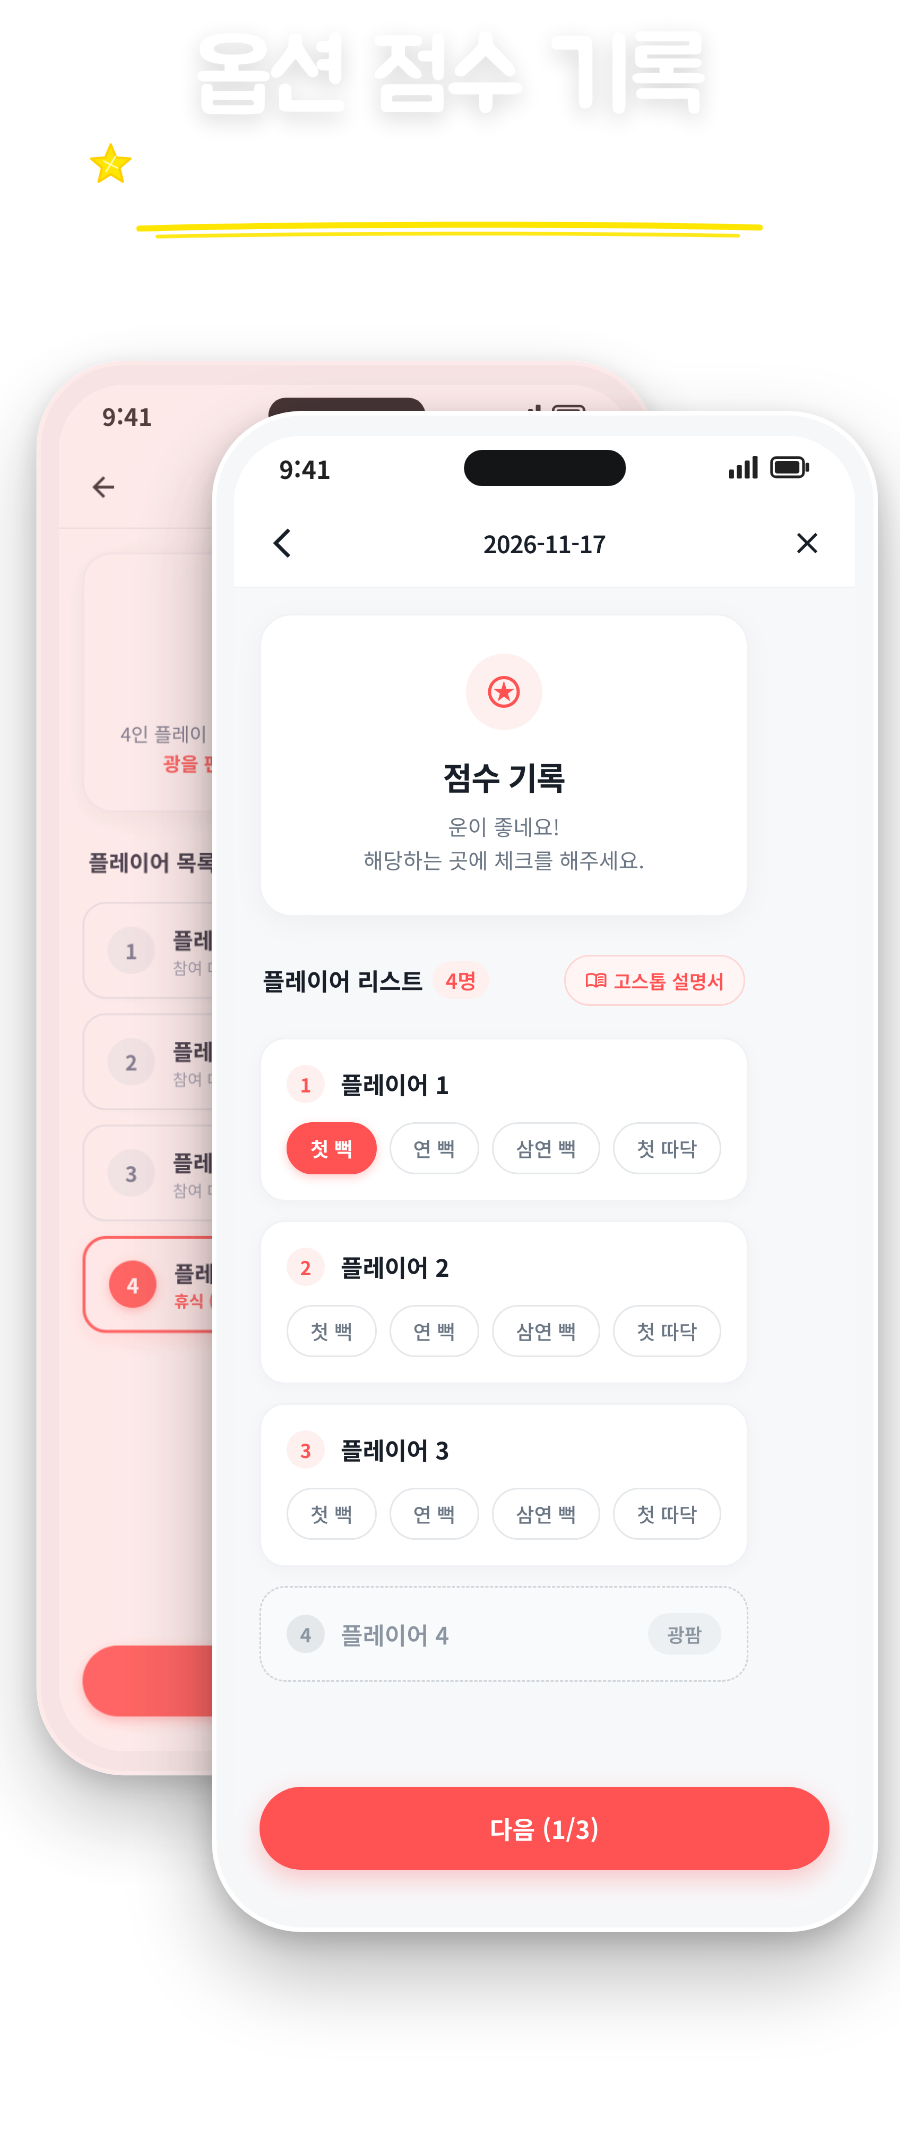 옵션 점수 기록
9:41
4인 플레이
광을
플레이어 목록
1
플레
참여
2
플레
참여
3
플레
참여
4
플레
휴식
9:41
2026-11-17
점수 기록
운이 좋네요!
해당하는 곳에 체크를 해주세요.
플레이어 리스트 4명
고스톱 설명서
1 플레이어 1
첫 뻑 연 뻑 삼연 뻑 첫 따닥
2 플레이어 2
첫 뻑 연 뻑 삼연 뻑 첫 따닥
3 플레이어 3
첫 뻑 연 뻑 삼연 뻑 첫 따닥
4 플레이어 4 광팜
다음 (1/3)